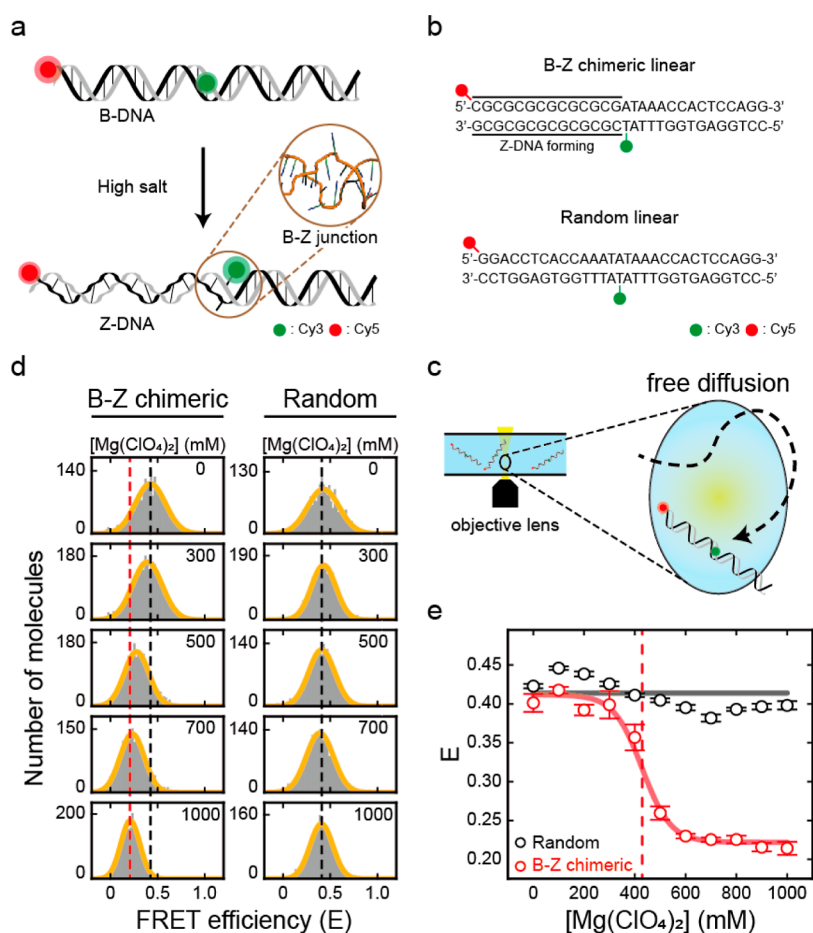 a
B-DNA
High salt
B-Z junction
Z-DNA
: Cy3 : Cy5
b
B-Z chimeric linear
5'-CGCGCGCGCGCGCGATAAACCACTCCAGG-3'
3'-GCGCGCGCGCGCGCTATTTGGTGAGGTCC-5'
Z-DNA forming
Random linear
5'-GGACCTCACCAAATATAAACCACTCCAGG-3'
3'-CCTGGAGTGGTTTATATTTGGTGAGGTCC-5'
: Cy3 : Cy5
c
free diffusion
objective lens
d
B-Z chimeric Random
[Mg(ClO₄)₂] (mM) [Mg(ClO₄)₂] (mM)
140 0 130 0
0 0
180 300 190 300
0 0
180 500 140 500
0 0
150 700 140 700
0 0
200 1000 160 1000
0 0
0 0.5 1.0 0 0.5 1.0
Number of molecules
FRET efficiency (E)
e
0.45
0.40
0.35
0.30
0.25
0.20
E
Random
B-Z chimeric
0 200 400 600 800 1000
[Mg(ClO₄)₂] (mM)